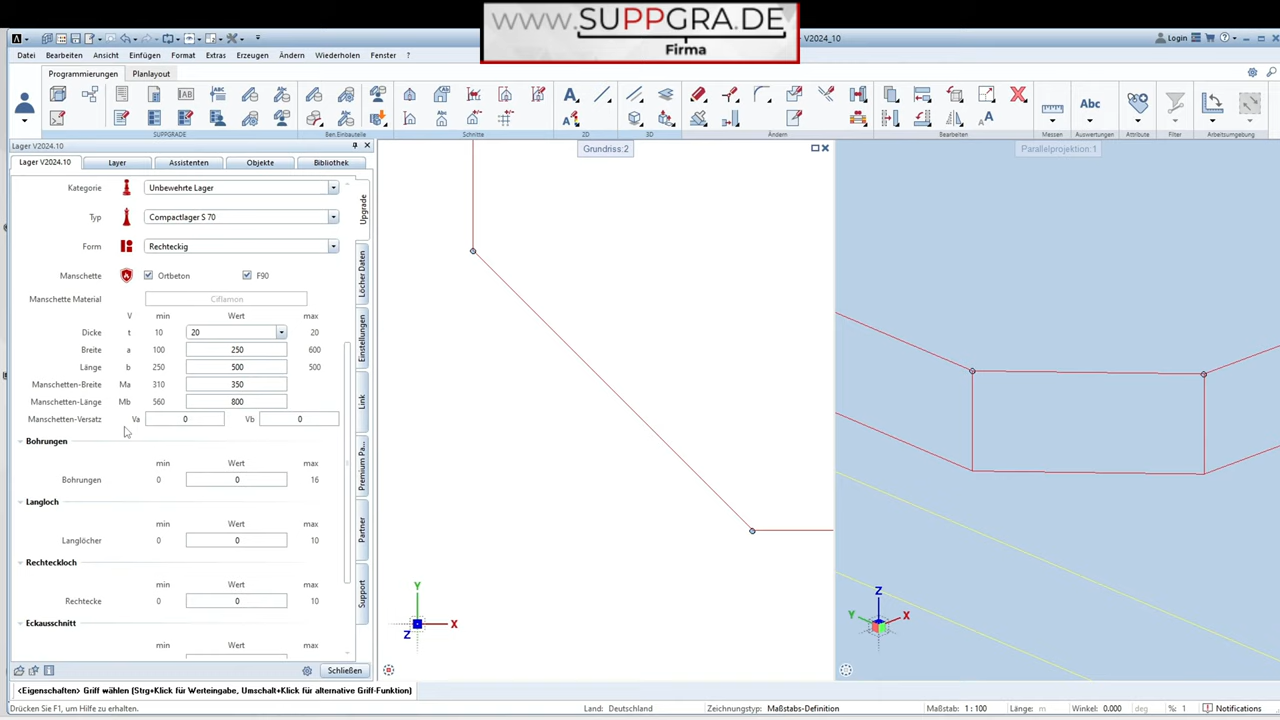 www.SUPPGRA.DE
Firma
V2024_10
Login
Datei Bearbeiten Ansicht Einfügen Format Extras Erzeugen Ändern Wiederholen Fenster ?
Programmierungen Planlayout
SUPPGRADE Ben.Einbauteile Schnitte 2D 3D Ändern Bearbeiten Messen Auswertungen Attribute Filter Arbeitsumgebung
Lager V2024.10
Lager V2024.10 Layer Assistenten Objekte Bibliothek
Grundriss:2
Parallelprojektion:1
Kategorie Unbewehrte Lager
Typ Compactlager S 70
Form Rechteckig
Manschette Ortbeton F90
Manschette Material Ciflamon
V min Wert max
Dicke t 10 20 20
Breite a 100 250 600
Länge b 250 500 500
Manschetten-Breite Ma 310 350
Manschetten-Länge Mb 560 800
Manschetten-Versatz Va 0 Vb 0
Bohrungen
min Wert max
Bohrungen 0 0 16
Langloch
min Wert max
Langlöcher 0 0 10
Rechteckloch
min Wert max
Rechtecke 0 0 10
Eckausschnitt
min Wert max
Upgrade
Löcher Daten
Einstellungen
Link
Premium Pa...
Partner
Support
Schließen
Y
X
Z
Z
Y
X
<Eigenschaften> Griff wählen (Strg+Klick für Werteingabe, Umschalt+Klick für alternative Griff-Funktion)
Drücken Sie F1, um Hilfe zu erhalten. Land: Deutschland Zeichnungstyp: Maßstabs-Definition Maßstab: 1 : 100 Länge: m Winkel: 0.000 deg %: 1 Notifications